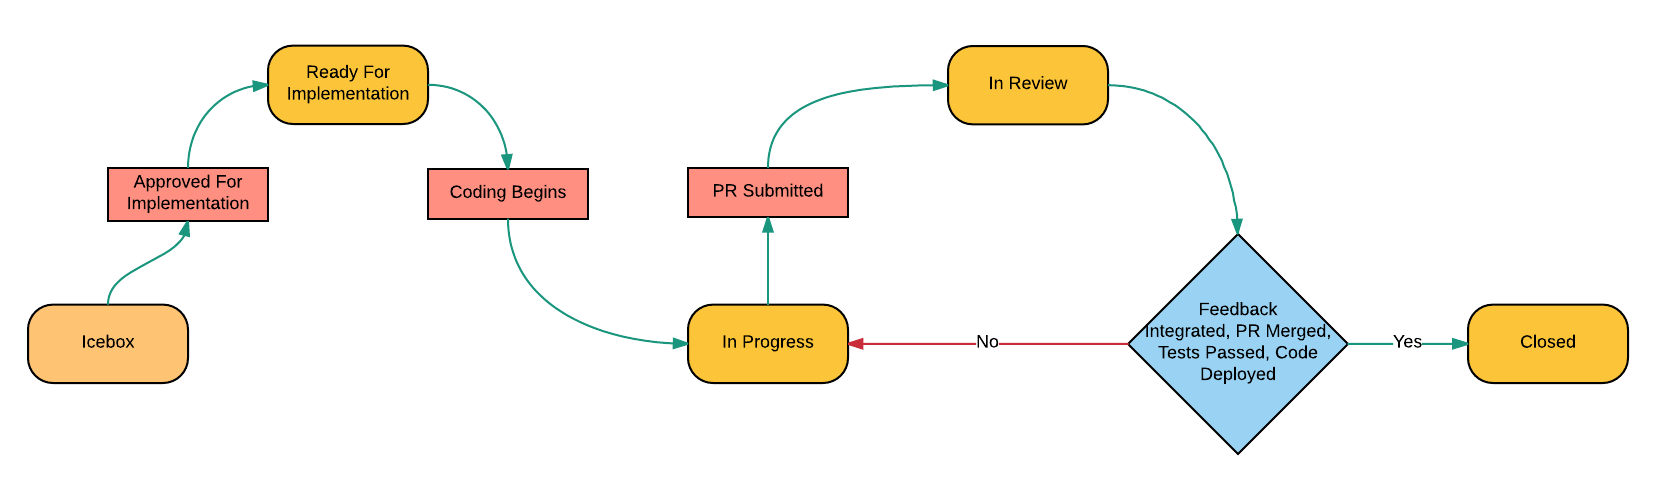 Ready For
Implementation
In Review
Approved For
Implementation
Coding Begins
PR Submitted
Icebox
In Progress
No
Feedback
Integrated, PR Merged,
Tests Passed, Code
Deployed
Yes
Closed